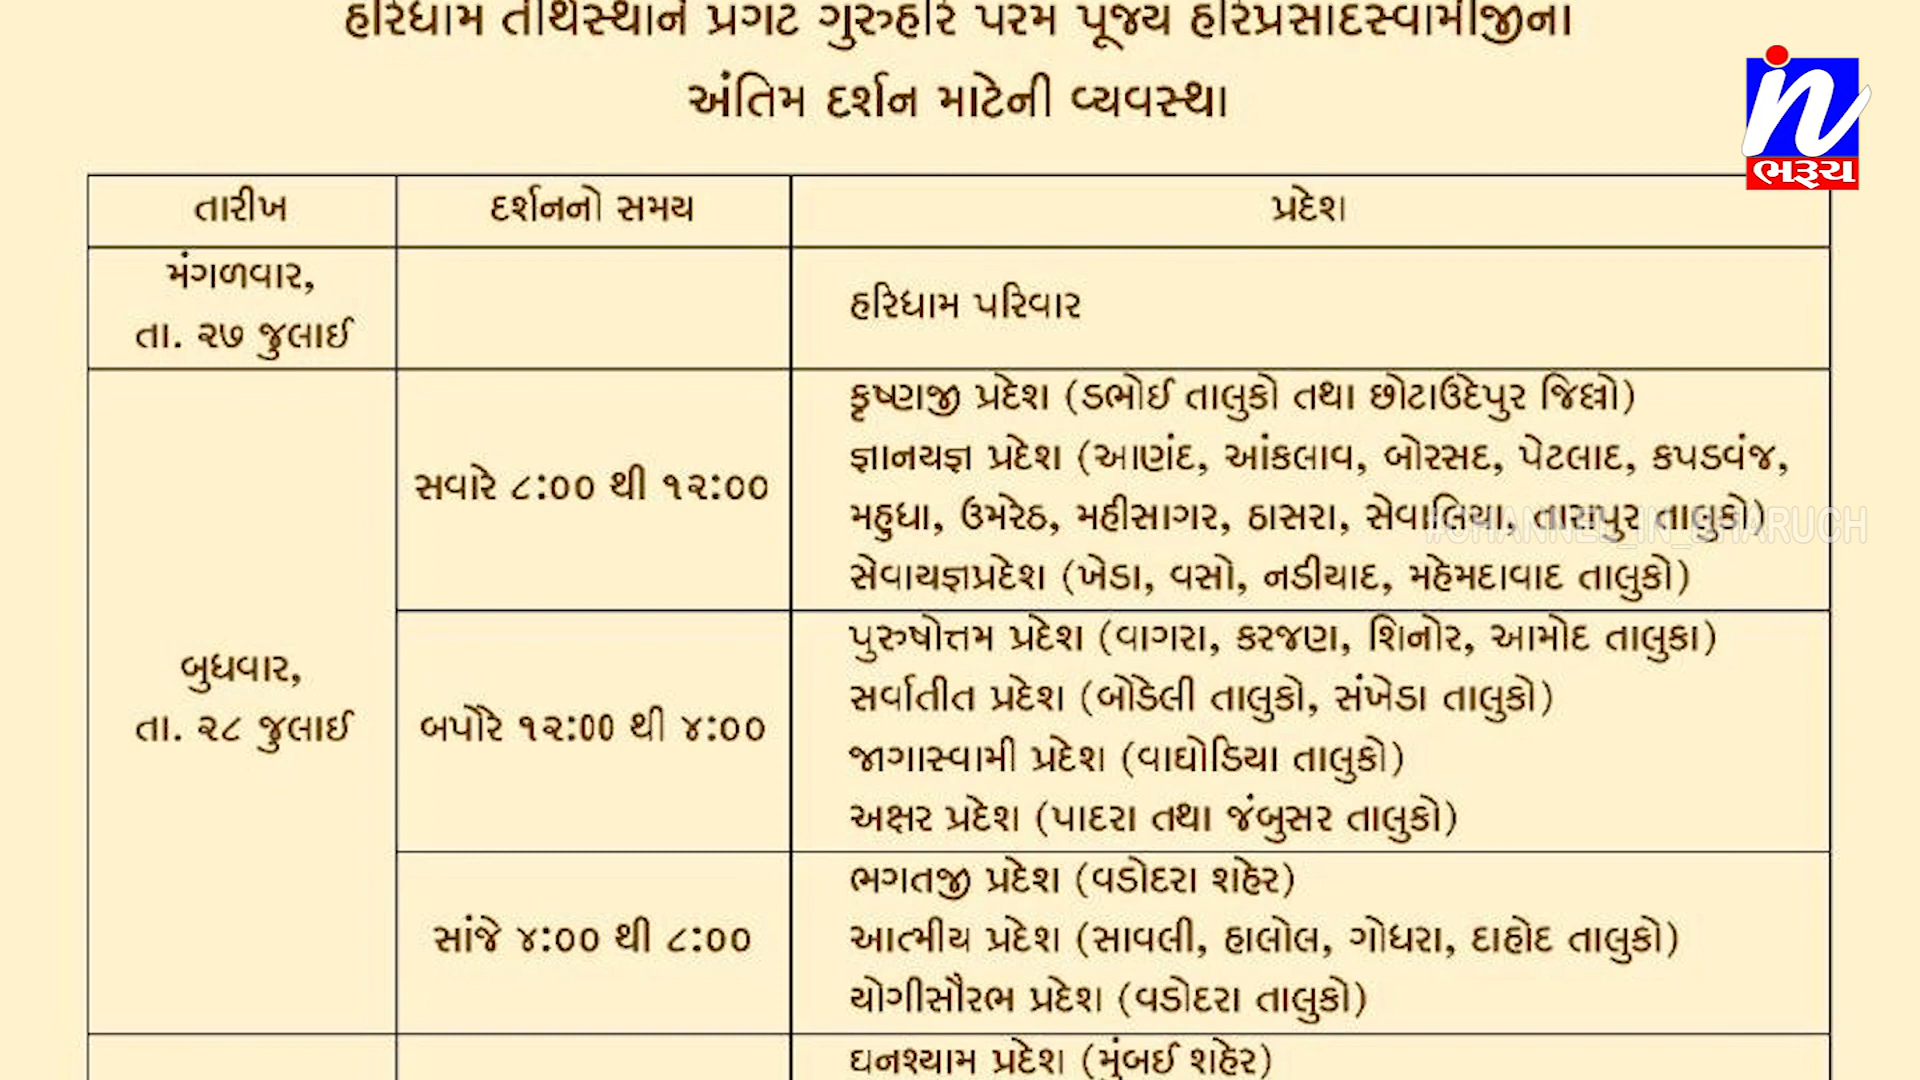 હરિધામ તીર્થસ્થાને પ્રગટ ગુરુહરિ પરમ પૂજ્ય હરિપ્રસાદસ્વામીજીના
અંતિમ દર્શન માટેની વ્યવસ્થા
in
ભરૂચ
તારીખ દર્શનનો સમય પ્રદેશ
મંગળવાર,
તા. ૨૭ જુલાઈ
હરિધામ પરિવાર
બુધવાર,
તા. ૨૮ જુલાઈ
સવારે ૮:૦૦ થી ૧૨:૦૦
કૃષ્ણજી પ્રદેશ (ડભોઈ તાલુકો તથા છોટાઉદેપુર જિલ્લો)
જ્ઞાનયજ્ઞ પ્રદેશ (આણંદ, આંકલાવ, બોરસદ, પેટલાદ, કપડવંજ,
મહુધા, ઉમરેઠ, મહીસાગર, ઠાસરા, સેવાલિયા, તારાપુર તાલુકો)
સેવાયજ્ઞપ્રદેશ (ખેડા, વસો, નડીયાદ, મહેમદાવાદ તાલુકો)
#CHANNEL_IN_BHARUCH
બપોરે ૧૨:૦૦ થી ૪:૦૦
પુરુષોત્તમ પ્રદેશ (વાગરા, કરજણ, શિનોર, આમોદ તાલુકા)
સર્વાતીત પ્રદેશ (બોડેલી તાલુકો, સંખેડા તાલુકો)
જાગાસ્વામી પ્રદેશ (વાઘોડિયા તાલુકો)
અક્ષર પ્રદેશ (પાદરા તથા જંબુસર તાલુકો)
સાંજે ૪:૦૦ થી ૮:૦૦
ભગતજી પ્રદેશ (વડોદરા શહેર)
આત્મીય પ્રદેશ (સાવલી, હાલોલ, ગોધરા, દાહોદ તાલુકો)
યોગીસૌરભ પ્રદેશ (વડોદરા તાલુકો)
ઘનશ્યામ પ્રદેશ (મુંબઈ શહેર)